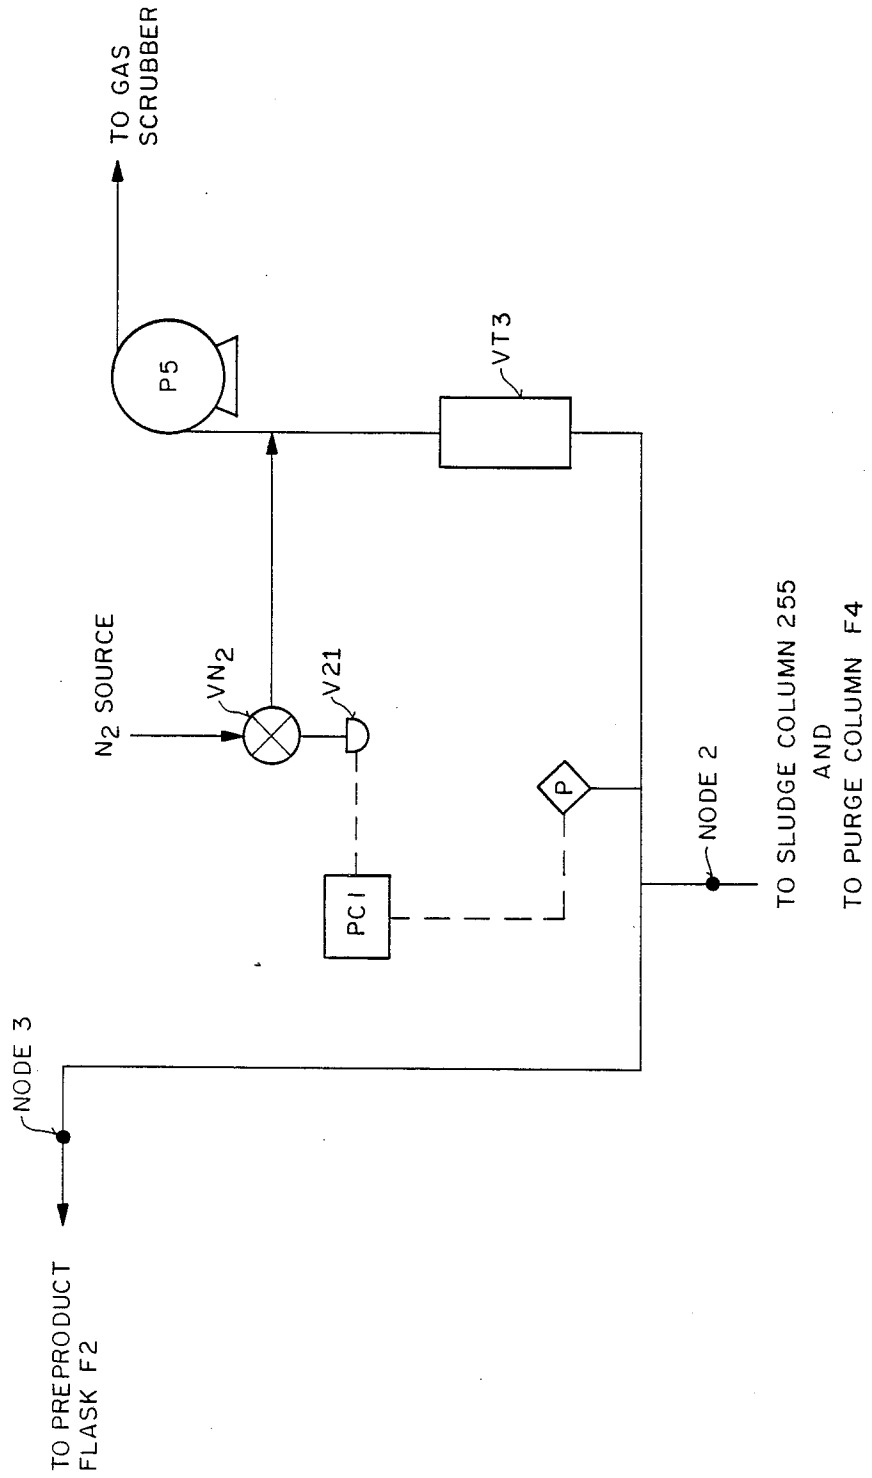 TO GAS
SCRUBBER
P5
VT3
N2 SOURCE
VN2
V21
P
PC1
NODE 2
TO SLUDGE COLUMN 255
AND
TO PURGE COLUMN F4
NODE 3
TO PREPRODUCT
FLASK F2